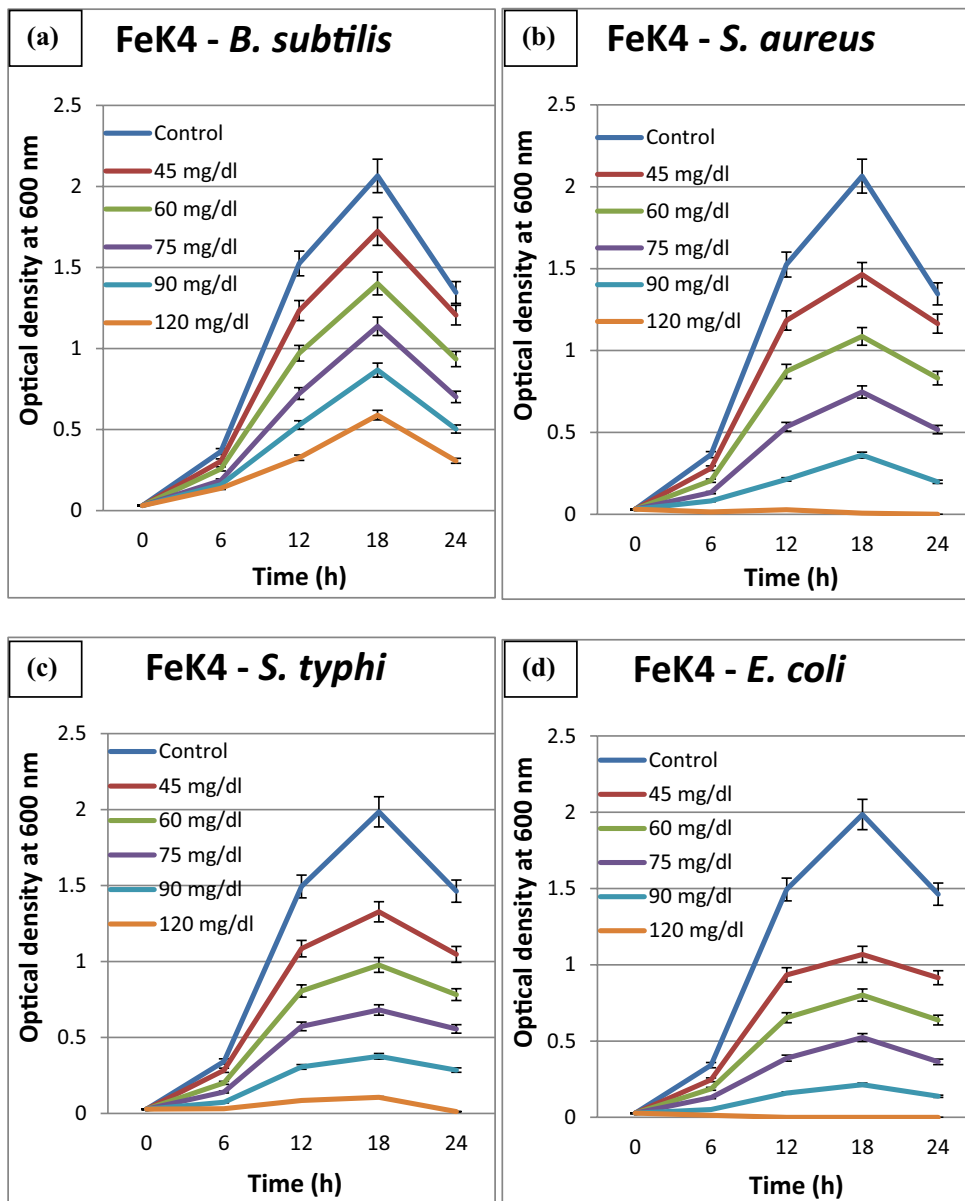 (a)
FeK4 - B. subtilis
Optical density at 600 nm
2.5
2
1.5
1
0.5
0
Control
45 mg/dl
60 mg/dl
75 mg/dl
90 mg/dl
120 mg/dl
0 6 12 18 24
Time (h)
(b)
FeK4 - S. aureus
Optical density at 600 nm
2.5
2
1.5
1
0.5
0
Control
45 mg/dl
60 mg/dl
75 mg/dl
90 mg/dl
120 mg/dl
0 6 12 18 24
Time (h)
(c)
FeK4 - S. typhi
Optical density at 600 nm
2.5
2
1.5
1
0.5
0
Control
45 mg/dl
60 mg/dl
75 mg/dl
90 mg/dl
120 mg/dl
0 6 12 18 24
Time (h)
(d)
FeK4 - E. coli
Optical density at 600 nm
2.5
2
1.5
1
0.5
0
Control
45 mg/dl
60 mg/dl
75 mg/dl
90 mg/dl
120 mg/dl
0 6 12 18 24
Time (h)